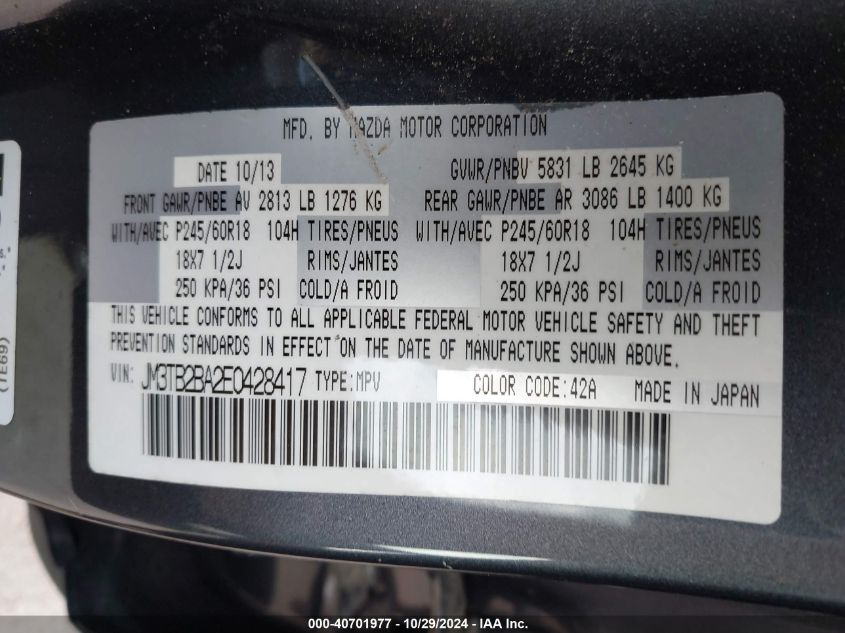 MFD. BY MAZDA MOTOR CORPORATION
DATE 10/13 GVWR/PNBV 5831 LB 2645 KG
FRONT GAWR/PNBE AV 2813 LB 1276 KG REAR GAWR/PNBE AR 3086 LB 1400 KG
WITH/AVEC P245/60R18 104H TIRES/PNEUS WITH/AVEC P245/60R18 104H TIRES/PNEUS
18X7 1/2J RIMS/JANTES 18X7 1/2J RIMS/JANTES
250 KPA/36 PSI COLD/A FROID 250 KPA/36 PSI COLD/A FROID
THIS VEHICLE CONFORMS TO ALL APPLICABLE FEDERAL MOTOR VEHICLE SAFETY AND THEFT
PREVENTION STANDARDS IN EFFECT ON THE DATE OF MANUFACTURE SHOWN ABOVE.
VIN: JM3TB2BA2E0428417 TYPE:MPV COLOR CODE:42A MADE IN JAPAN
(TE69)
000-40701977 - 10/29/2024 - IAA Inc.